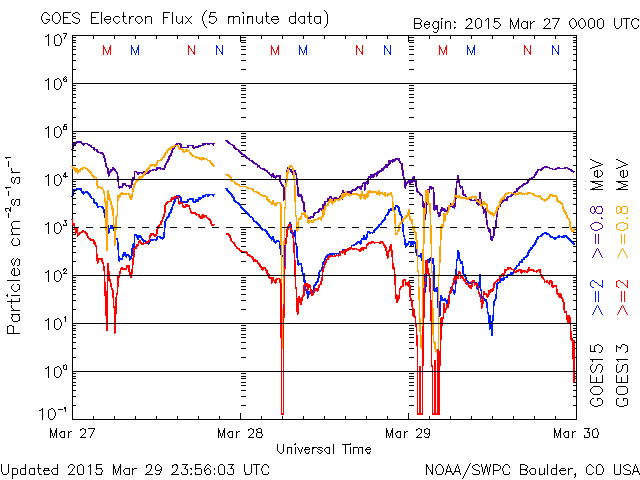 GOES Electron Flux (5 minute data)
Begin: 2015 Mar 27 0000 UTC
M M N N M M N N M M N N
10⁷
10⁶
10⁵
10⁴
10³
10²
10¹
10⁰
10⁻¹
Particles cm⁻²s⁻¹sr⁻¹
Mar 27 Mar 28 Mar 29 Mar 30
Universal Time
GOES15 >=2 >=0.8 MeV
GOES13 >=2 >=0.8 MeV
Updated 2015 Mar 29 23:56:03 UTC
NOAA/SWPC Boulder, CO USA